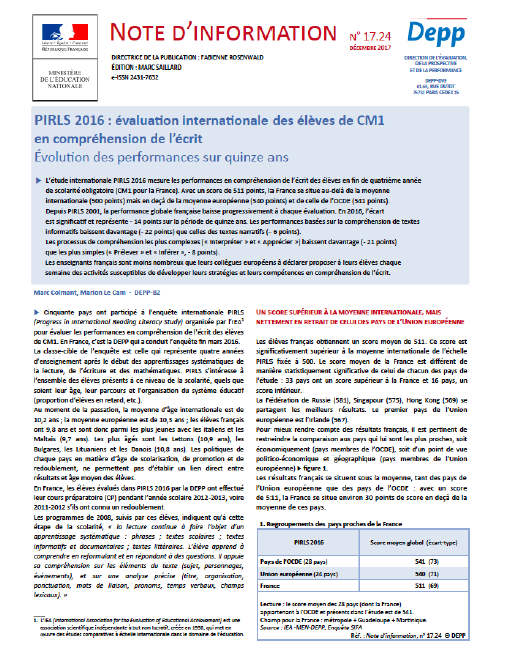 Liberté • Égalité • Fraternité
RÉPUBLIQUE FRANÇAISE
MINISTÈRE
DE L'ÉDUCATION
NATIONALE
NOTE D'INFORMATION
n° 17.24
DÉCEMBRE 2017
DIRECTRICE DE LA PUBLICATION : FABIENNE ROSENWALD
ÉDITION : MARC SAILLARD
e-ISSN 2431-7632
Depp
DIRECTION DE L'ÉVALUATION,
DE LA PROSPECTIVE
ET DE LA PERFORMANCE
DEPP-DVE
61-65, RUE DUTOT
75732 PARIS CEDEX 15
PIRLS 2016 : évaluation internationale des élèves de CM1
en compréhension de l'écrit
Évolution des performances sur quinze ans
▶ L'étude internationale PIRLS 2016 mesure les performances en compréhension de l'écrit des élèves en fin de quatrième année
de scolarité obligatoire (CM1 pour la France). Avec un score de 511 points, la France se situe au-delà de la moyenne
internationale (500 points) mais en deçà de la moyenne européenne (540 points) et de celle de l'OCDE (541 points).
Depuis PIRLS 2001, la performance globale française baisse progressivement à chaque évaluation. En 2016, l'écart
est significatif et représente - 14 points sur la période de quinze ans. Les performances basées sur la compréhension de textes
informatifs baissent davantage (- 22 points) que celles des textes narratifs (- 6 points).
Les processus de compréhension les plus complexes (« Interpréter » et « Apprécier ») baissent davantage (- 21 points)
que les plus simples (« Prélever » et « Inférer », - 8 points).
Les enseignants français sont moins nombreux que leurs collègues européens à déclarer proposer à leurs élèves chaque
semaine des activités susceptibles de développer leurs stratégies et leurs compétences en compréhension de l'écrit.
Marc Colmant, Marion Le Cam - DEPP-B2
▶ Cinquante pays ont participé à l'enquête internationale PIRLS
(Progress in International Reading Literacy Study) organisée par l'IEA¹
pour évaluer les performances en compréhension de l'écrit des élèves
de CM1. En France, c'est la DEPP qui a conduit l'enquête fin mars 2016.
La classe-cible de l'enquête est celle qui représente quatre années
d'enseignement après le début des apprentissages systématiques de
la lecture, de l'écriture et des mathématiques. PIRLS s'intéresse à
l'ensemble des élèves présents à ce niveau de la scolarité, quels que
soient leur âge, leur parcours et l'organisation du système éducatif
(proportion d'élèves en retard, etc.).
Au moment de la passation, la moyenne d'âge internationale est de
10,2 ans ; la moyenne européenne est de 10,3 ans ; les élèves français
ont 9,8 ans et sont donc parmi les plus jeunes avec les Italiens et les
Maltais (9,7 ans). Les plus âgés sont les Lettons (10,9 ans), les
Bulgares, les Lituaniens et les Danois (10,8 ans). Les politiques de
chaque pays en matière d'âge de scolarisation, de promotion et de
redoublement, ne permettent pas d'établir un lien direct entre
résultats et âge moyen des élèves.
En France, les élèves évalués dans PIRLS 2016 par la DEPP ont effectué
leur cours préparatoire (CP) pendant l'année scolaire 2012-2013, voire
2011-2012 s'ils ont connu un redoublement.
Les programmes de 2008, suivis par ces élèves, indiquent qu'à cette
étape de la scolarité, « la lecture continue à faire l'objet d'un
apprentissage systématique : phrases ; textes scolaires ; textes
informatifs et documentaires ; textes littéraires. L'élève apprend à
comprendre en reformulant et en répondant à des questions. Il appuie
sa compréhension sur les éléments du texte (sujet, personnages,
évènements), et sur une analyse précise (titre, organisation,
ponctuation, mots de liaison, pronoms, temps verbaux, champs
lexicaux). »
1. L'IEA (International Association for the Evaluation of Educational Achievement) est une
association scientifique indépendante à but non lucratif, créée en 1958, qui met en
œuvre des études comparatives à échelle internationale dans le domaine de l'éducation.
UN SCORE SUPÉRIEUR À LA MOYENNE INTERNATIONALE, MAIS
NETTEMENT EN RETRAIT DE CELUI DES PAYS DE L'UNION EUROPÉENNE
Les élèves français obtiennent un score moyen de 511. Ce score est
significativement supérieur à la moyenne internationale de l'échelle
PIRLS fixée à 500. Le score moyen de la France est différent de
manière statistiquement significative de celui de chacun des pays de
l'étude : 33 pays ont un score supérieur à la France et 16 pays, un
score inférieur.
La Fédération de Russie (581), Singapour (575), Hong Kong (569) se
partagent les meilleurs résultats. Le premier pays de l'Union
européenne est l'Irlande (567).
Pour mieux rendre compte des résultats français, il est pertinent de
restreindre la comparaison aux pays qui lui sont les plus proches, soit
économiquement (pays membres de l'OCDE), soit d'un point de vue
politico-économique et géographique (pays membres de l'Union
européenne) ▶ figure 1.
Les résultats français se situent sous la moyenne, tant des pays de
l'Union européenne que des pays de l'OCDE : avec un score
de 511, la France se situe environ 30 points de score en deçà de la
moyenne de ces pays.
1. Regroupements des pays proches de la France
PIRLS 2016 Score moyen global (écart-type)
Pays de l'OCDE (28 pays) 541 (73)
Union européenne (24 pays) 540 (71)
France 511 (69)
Lecture : le score moyen des 28 pays (dont la France)
appartenant à l'OCDE et présents dans l'étude est de 541.
Champ pour la France : métropole + Guadeloupe + Martinique.
Source : IEA-MEN-DEPP, Enquête SIFA
Réf. : Note d'information, n° 17.24 © DEPP